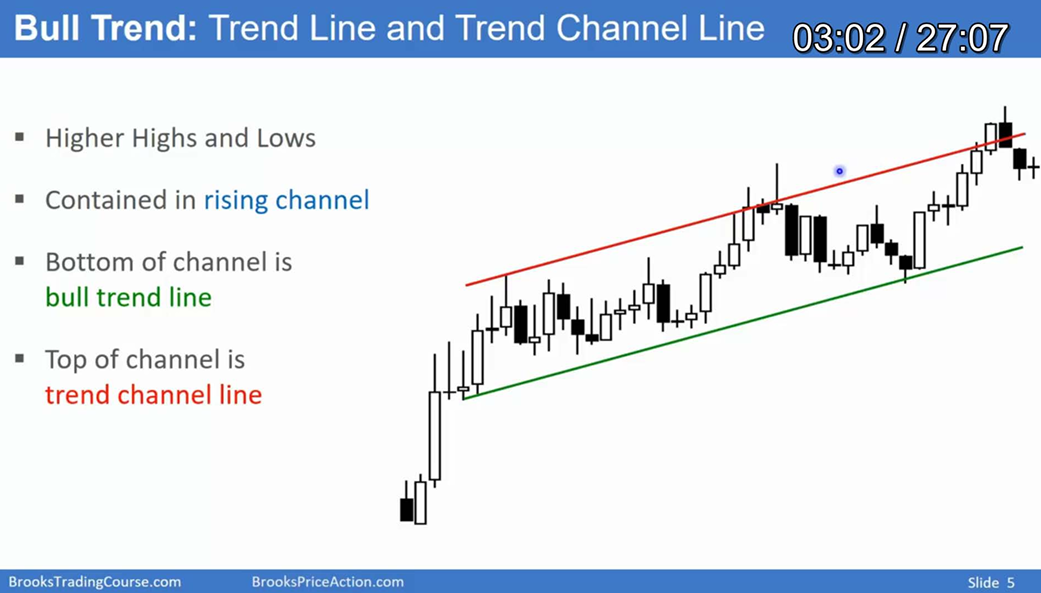 Bull Trend: Trend Line and Trend Channel Line
03:02 / 27:07
▪ Higher Highs and Lows
▪ Contained in rising channel
▪ Bottom of channel is
bull trend line
▪ Top of channel is
trend channel line
BrooksTradingCourse.com
BrooksPriceAction.com
Slide 5